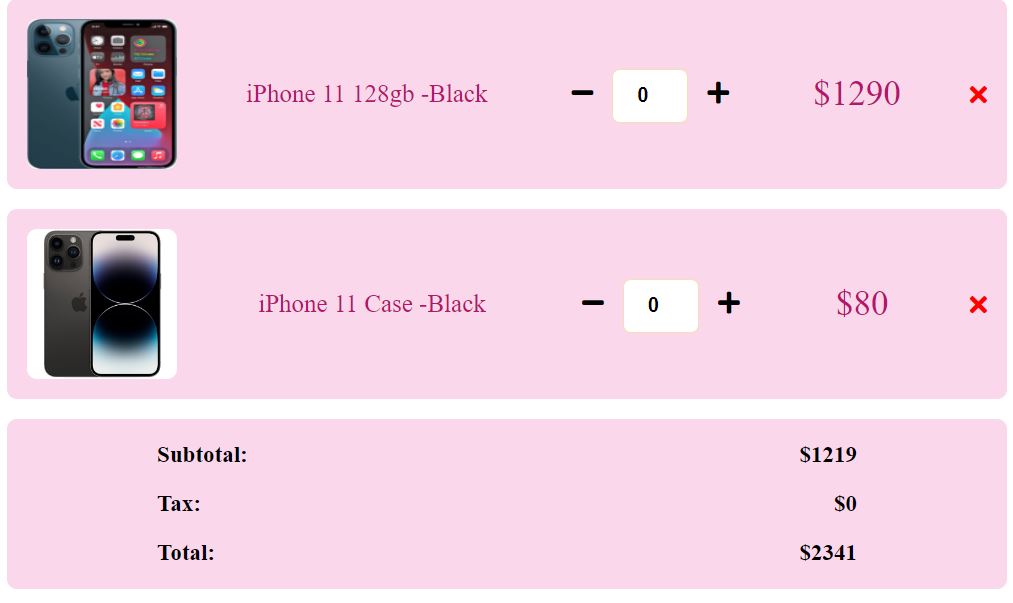 iPhone 11 128gb -Black
0
$1290
iPhone 11 Case -Black
0
$80
Subtotal: $1219
Tax: $0
Total: $2341